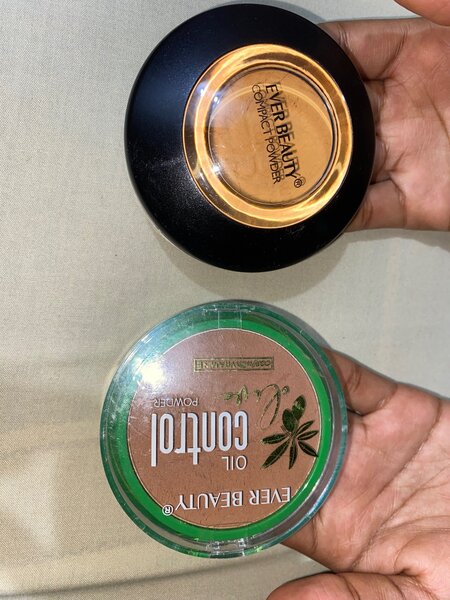 EVER BEAUTY®
COMPACT POWDER
EVER BEAUTY®
OIL
control
POWDER